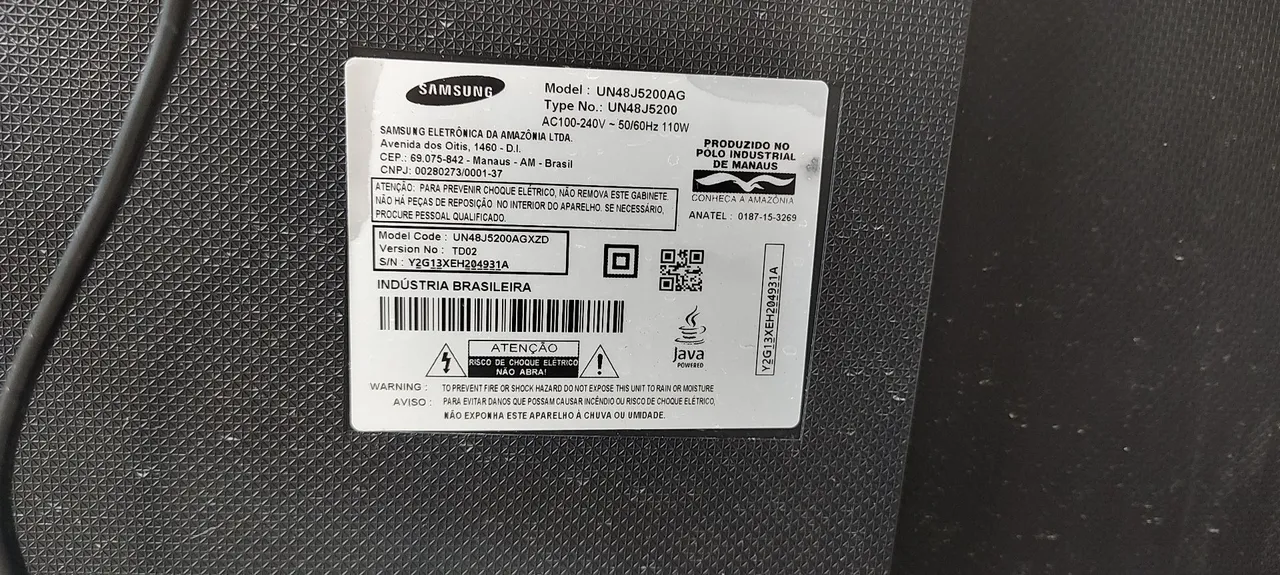 SAMSUNG
Model : UN48J5200AG
Type No.: UN48J5200
AC100-240V ~ 50/60Hz 110W
SAMSUNG ELETRÔNICA DA AMAZÔNIA LTDA.
Avenida dos Oitis, 1460 - D.I.
CEP.: 69.075-842 - Manaus - AM - Brasil
CNPJ: 00280273/0001-37
PRODUZIDO NO
PÓLO INDUSTRIAL
DE MANAUS
CONHEÇA A AMAZÔNIA
ANATEL : 0187-15-3269
ATENÇÃO: PARA PREVENIR CHOQUE ELÉTRICO, NÃO REMOVA ESTE GABINETE.
NÃO HÁ PEÇAS DE REPOSIÇÃO NO INTERIOR DO APARELHO. SE NECESSÁRIO,
PROCURE PESSOAL QUALIFICADO.
Model Code : UN48J5200AGXZD
Version No : TD02
S/N : Y2G13XEH204931A
INDÚSTRIA BRASILEIRA
Y2G13XEH204931A
Java
POWERED
ATENÇÃO
RISCO DE CHOQUE ELÉTRICO
NÃO ABRA!
WARNING : TO PREVENT FIRE OR SHOCK HAZARD DO NOT EXPOSE THIS UNIT TO RAIN OR MOISTURE
AVISO : PARA EVITAR DANOS QUE POSSAM CAUSAR INCÊNDIO OU RISCO DE CHOQUE ELÉTRICO,
NÃO EXPONHA ESTE APARELHO À CHUVA OU UMIDADE.